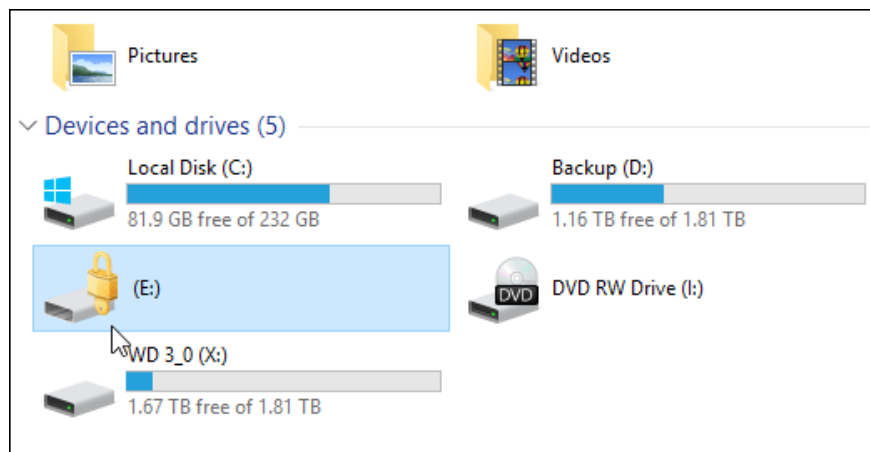 Pictures
Videos
Devices and drives (5)
Local Disk (C:)
81.9 GB free of 232 GB
Backup (D:)
1.16 TB free of 1.81 TB
(E:)
DVD
DVD RW Drive (I:)
WD 3_0 (X:)
1.67 TB free of 1.81 TB